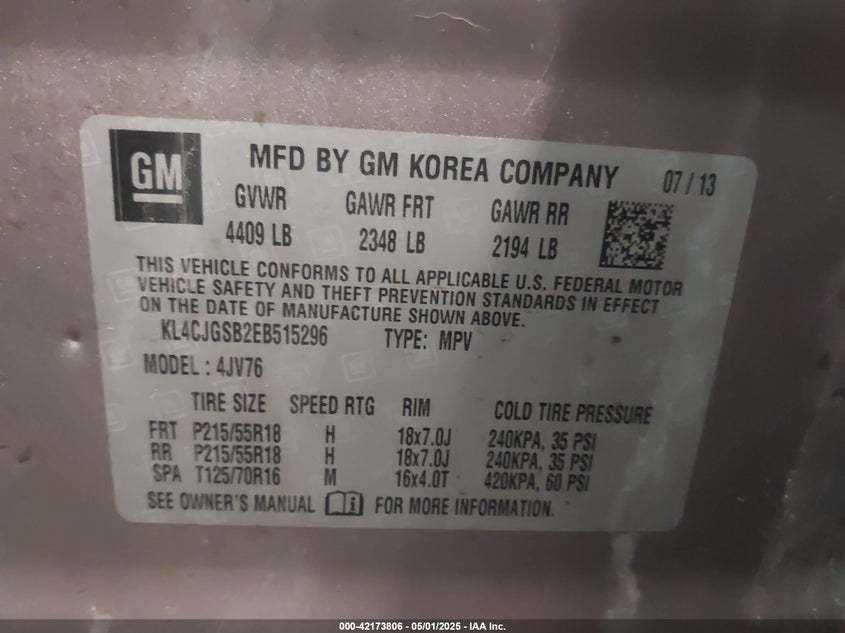 GM
MFD BY GM KOREA COMPANY 07 / 13
GVWR GAWR FRT GAWR RR
4409 LB 2348 LB 2194 LB
THIS VEHICLE CONFORMS TO ALL APPLICABLE U.S. FEDERAL MOTOR
VEHICLE SAFETY AND THEFT PREVENTION STANDARDS IN EFFECT
ON THE DATE OF MANUFACTURE SHOWN ABOVE.
KL4CJGSB2EB515296 TYPE: MPV
MODEL : 4JV76
TIRE SIZE SPEED RTG RIM COLD TIRE PRESSURE
FRT P215/55R18 H 18x7.0J 240KPA, 35 PSI
RR P215/55R18 H 18x7.0J 240KPA, 35 PSI
SPA T125/70R16 M 16x4.0T 420KPA, 60 PSI
SEE OWNER'S MANUAL FOR MORE INFORMATION.
000-42173806 - 05/01/2025 - IAA Inc.